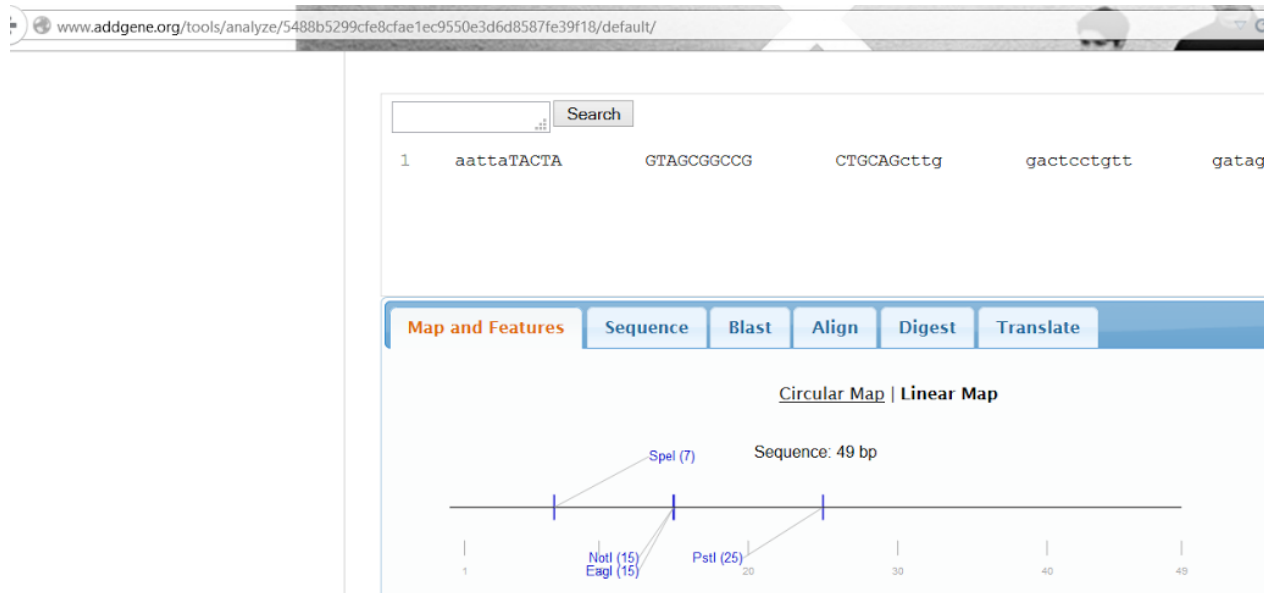 www.addgene.org/tools/analyze/5488b5299cfe8cfae1ec9550e3d6d8587fe39f18/default/
Search
1 aattaTACTA GTAGCGGCCG CTGCAGcttg gactcctgtt gatag
Map and Features Sequence Blast Align Digest Translate
Circular Map | Linear Map
Sequence: 49 bp
SpeI (7)
NotI (15)
EagI (15)
PstI (25)
1 20 30 40 49